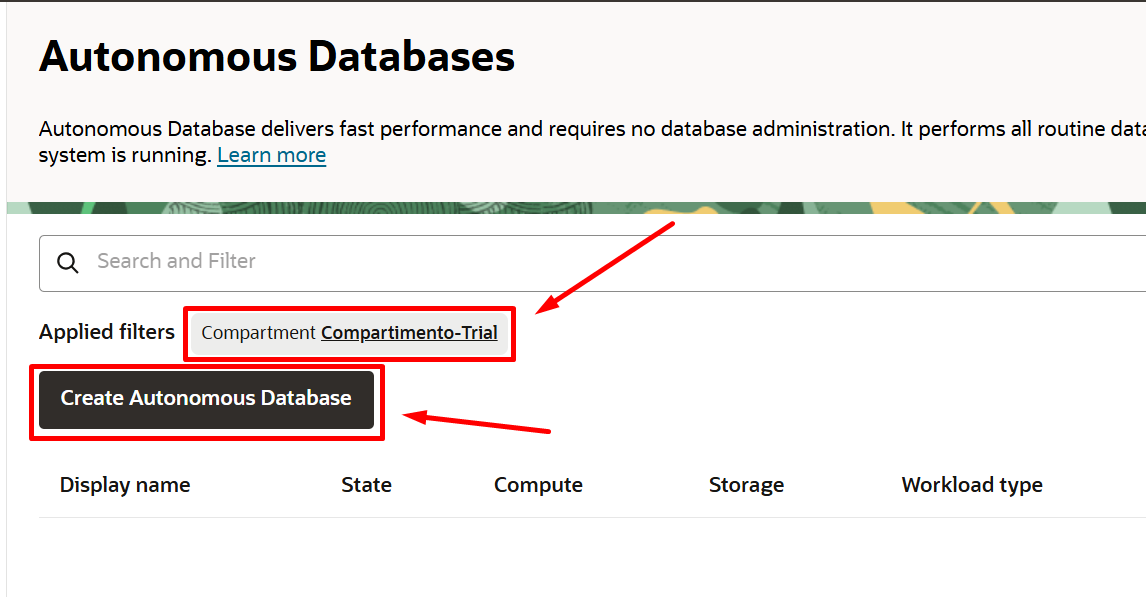 Autonomous Databases
Autonomous Database delivers fast performance and requires no database administration. It performs all routine data
system is running. Learn more
Search and Filter
Applied filters Compartment Compartimento-Trial
Create Autonomous Database
Display name State Compute Storage Workload type